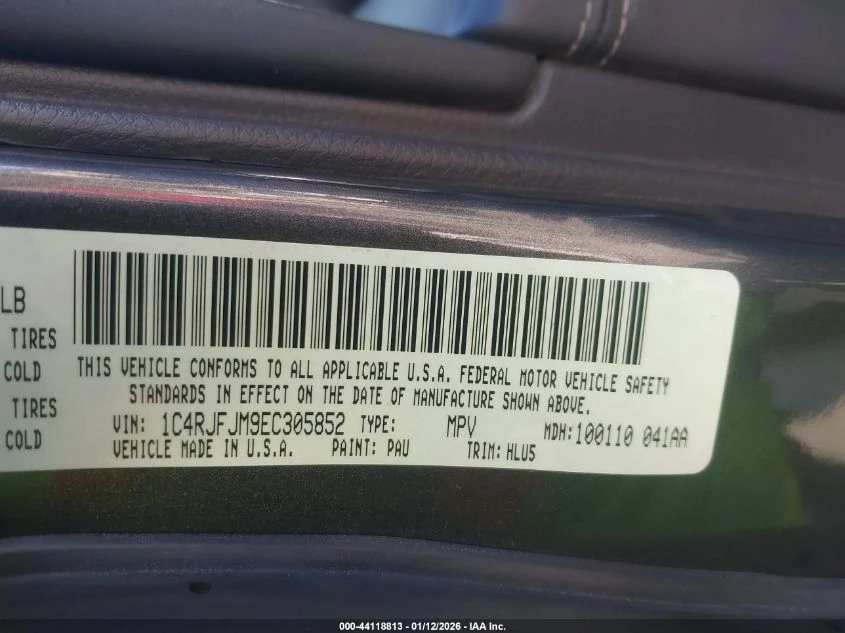 LB
TIRES
COLD
TIRES
COLD
THIS VEHICLE CONFORMS TO ALL APPLICABLE U.S.A. FEDERAL MOTOR VEHICLE SAFETY
STANDARDS IN EFFECT ON THE DATE OF MANUFACTURE SHOWN ABOVE.
VIN: 1C4RJFJM9EC305852 TYPE: MPV MDH:100110 041AA
VEHICLE MADE IN U.S.A. PAINT: PAU TRIM: HLU5
000-44118813 - 01/12/2026 - IAA Inc.